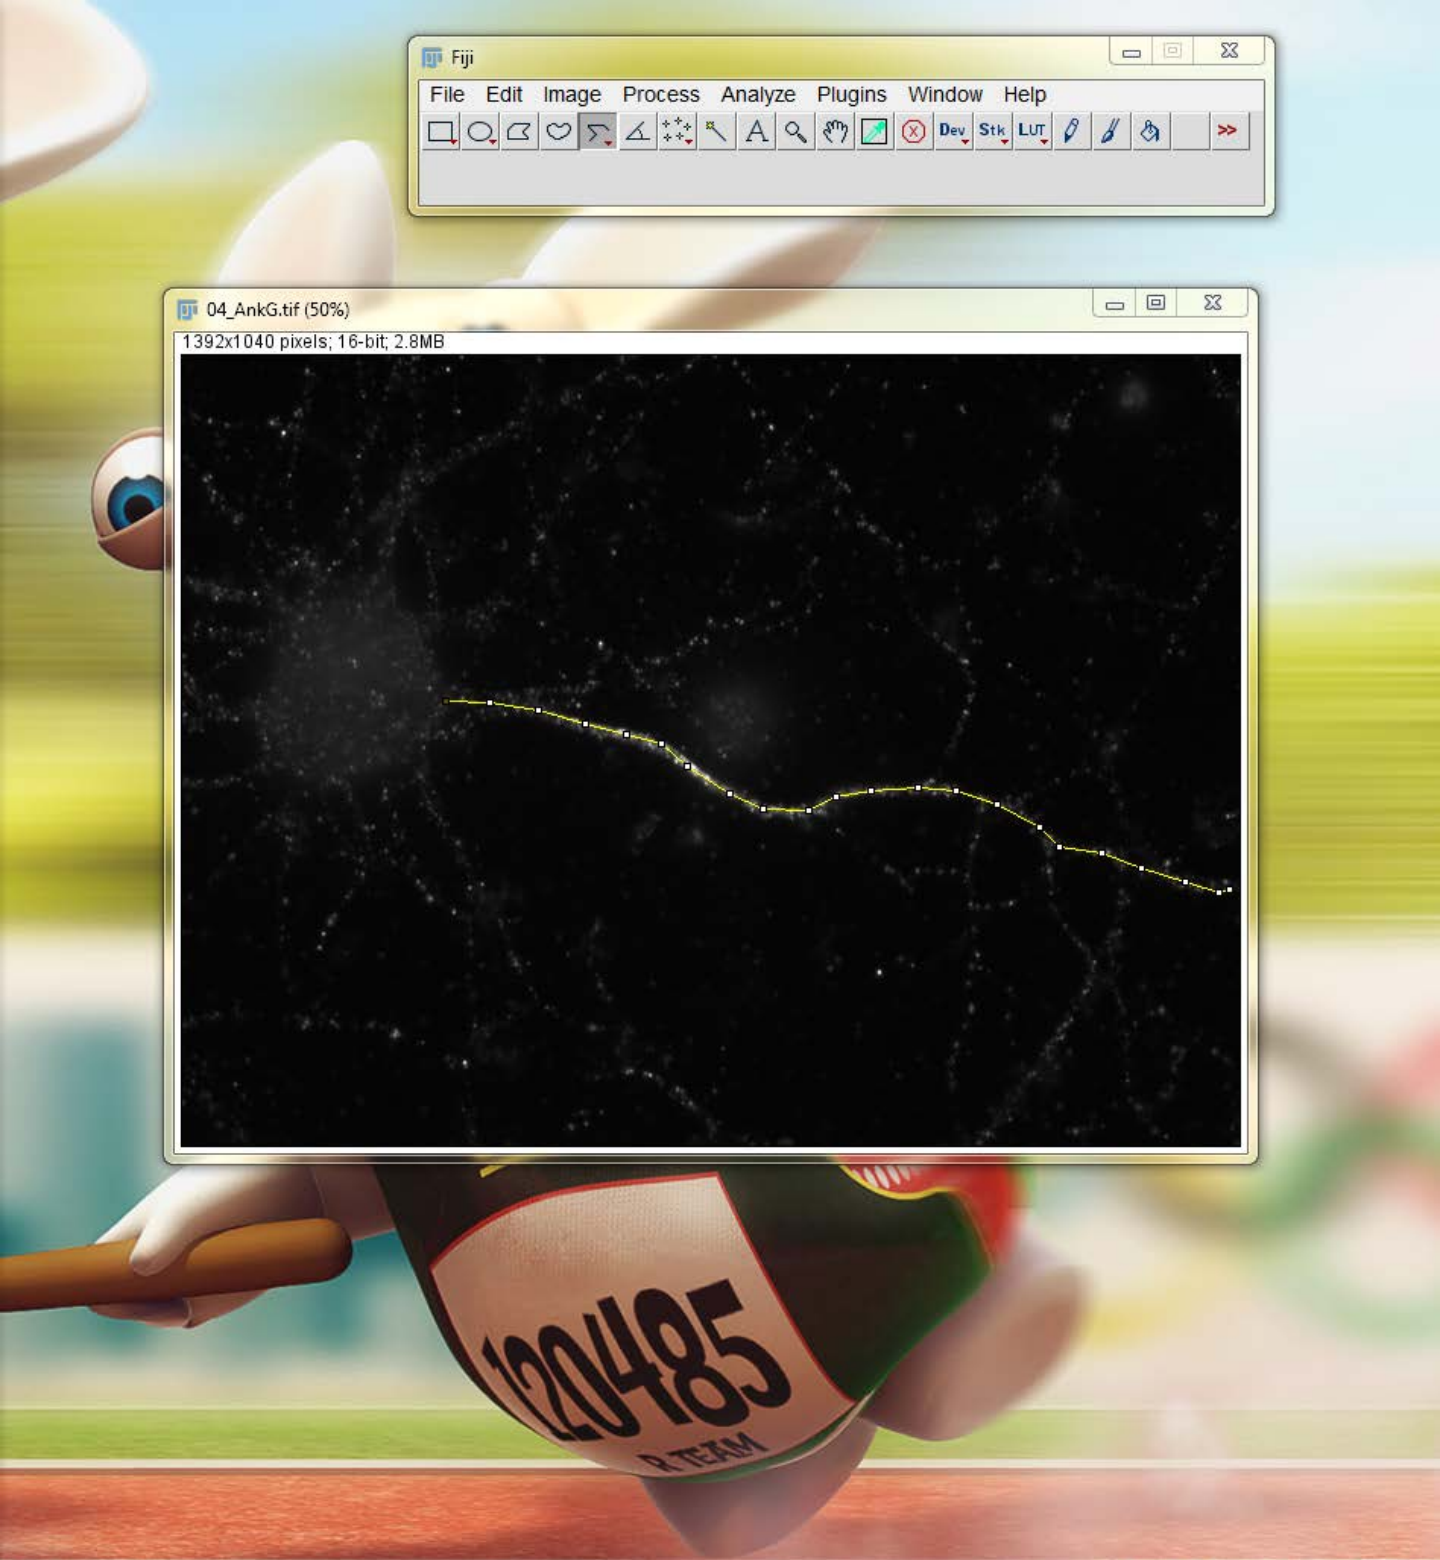 Fiji
File Edit Image Process Analyze Plugins Window Help
A Dev Stk LUT >>
04_AnkG.tif (50%)
1392x1040 pixels; 16-bit; 2.8MB
120485
R TEAM